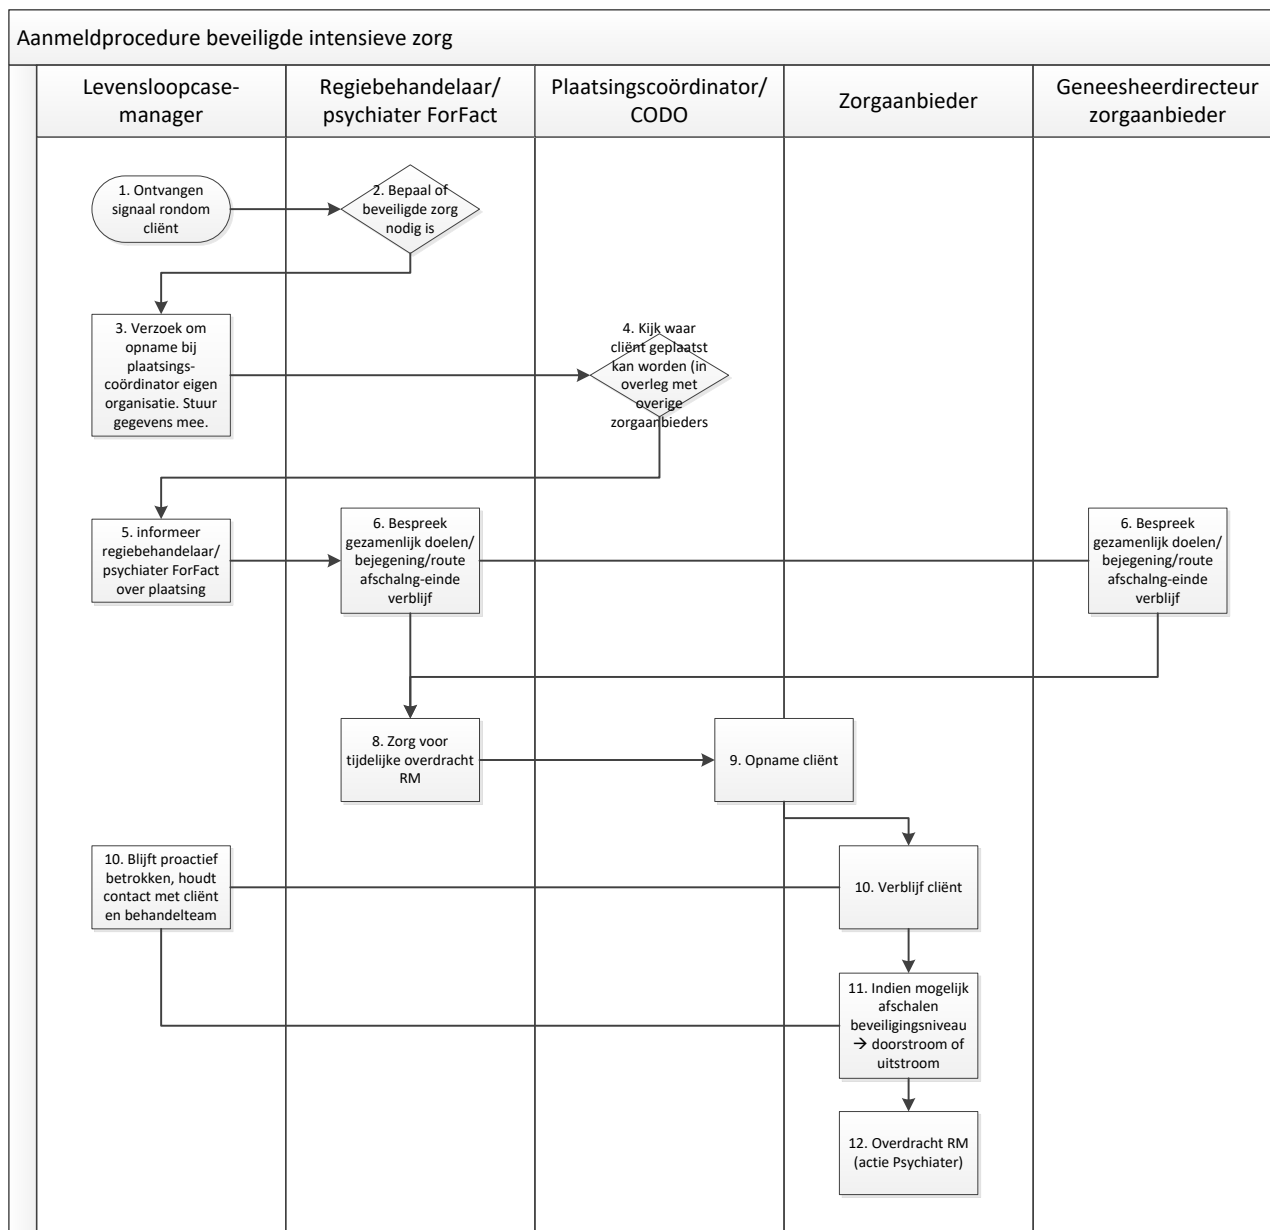 Aanmeldprocedure beveiligde intensieve zorg
Levensloopcase-
manager
Regiebehandelaar/
psychiater ForFact
Plaatsingscoördinator/
CODO
Zorgaanbieder
Geneesheerdirecteur
zorgaanbieder
1. Ontvangen
signaal rondom
cliënt
2. Bepaal of
beveiligde zorg
nodig is
3. Verzoek om
opname bij
plaatsings-
coördinator eigen
organisatie. Stuur
gegevens mee.
4. Kijk waar
cliënt geplaatst
kan worden (in
overleg met
overige
zorgaanbieders
5. informeer
regiebehandelaar/
psychiater ForFact
over plaatsing
6. Bespreek
gezamenlijk doelen/
bejegening/route
afschalng-einde
verblijf
6. Bespreek
gezamenlijk doelen/
bejegening/route
afschalng-einde
verblijf
8. Zorg voor
tijdelijke overdracht
RM
9. Opname cliënt
10. Blijft proactief
betrokken, houdt
contact met cliënt
en behandelteam
10. Verblijf cliënt
11. Indien mogelijk
afschalen
beveiligingsniveau
→ doorstroom of
uitstroom
12. Overdracht RM
(actie Psychiater)